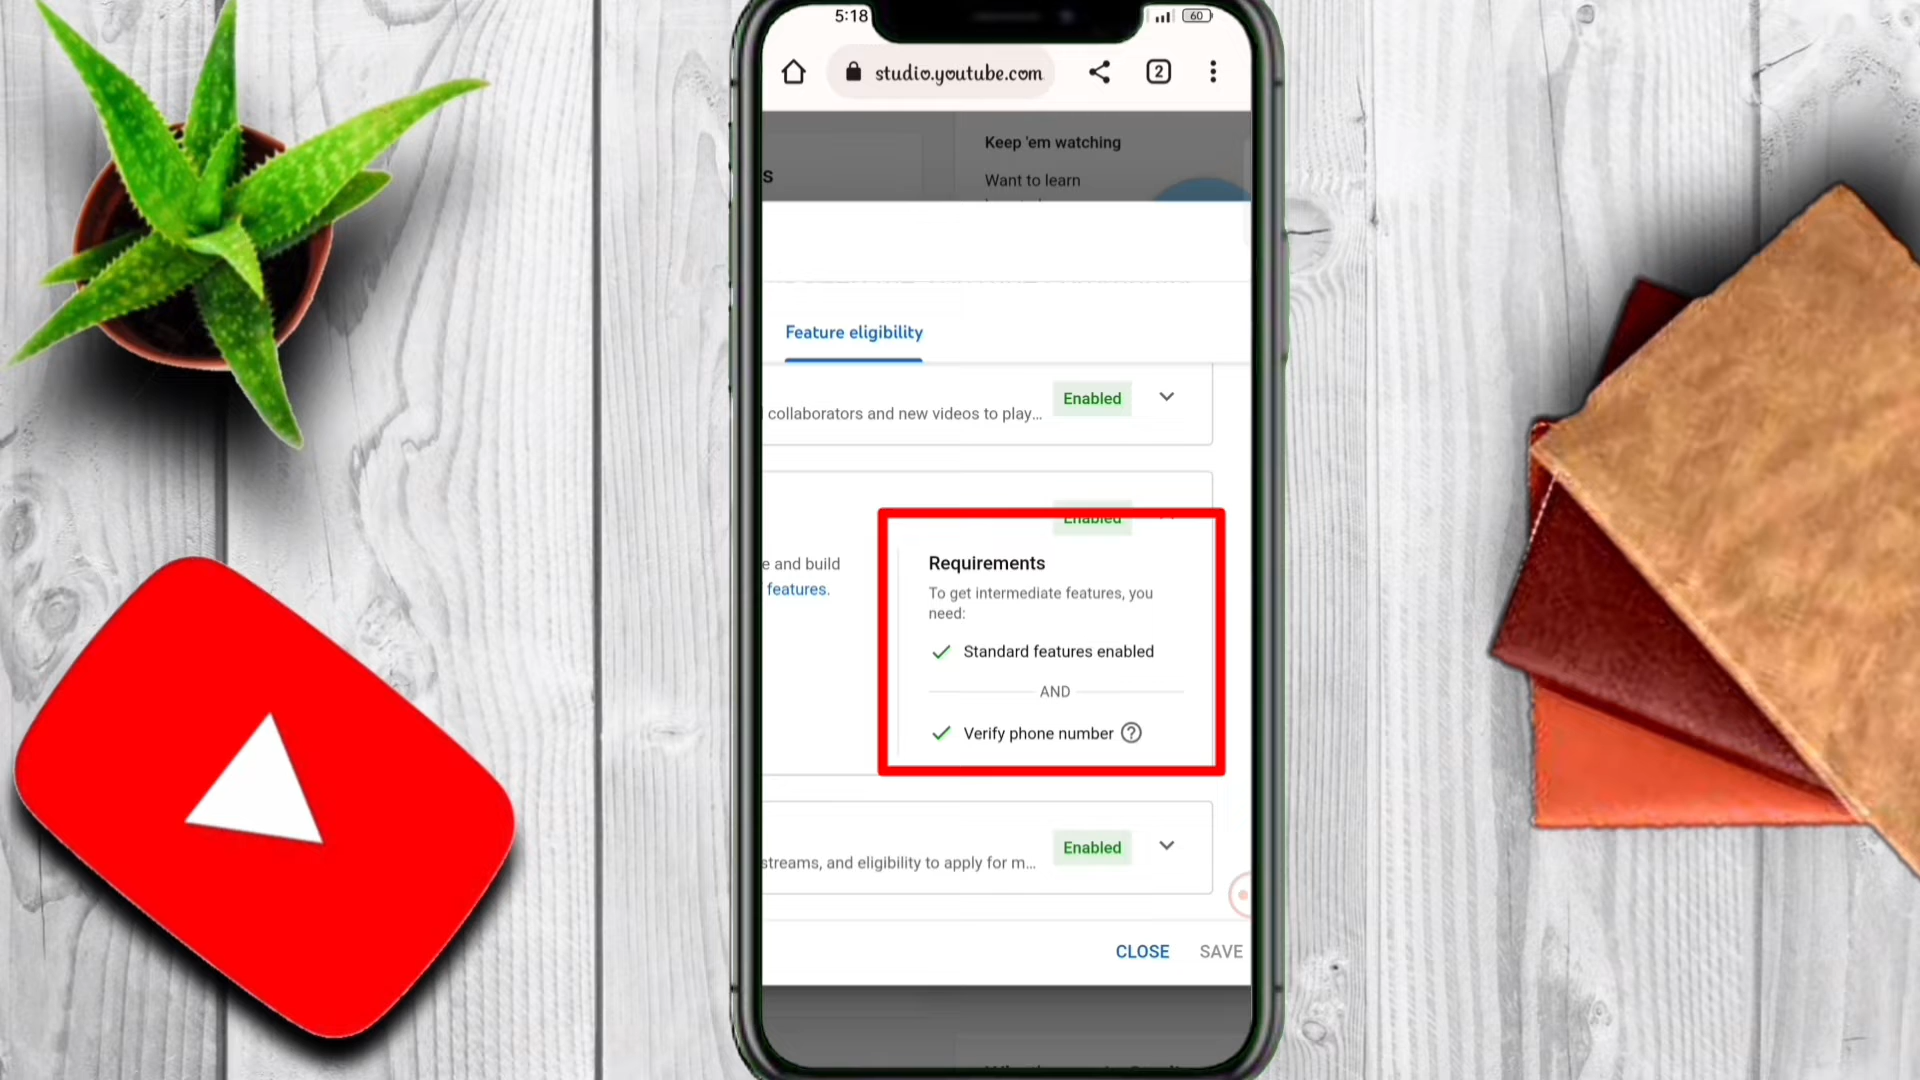 5:18
60
studio.youtube.com
2
Keep 'em watching
s
Want to learn
Feature eligibility
Enabled
collaborators and new videos to play...
Enabled
e and build
features.
Requirements
To get intermediate features, you
need:
Standard features enabled
AND
Verify phone number
Enabled
streams, and eligibility to apply for m...
CLOSE
SAVE